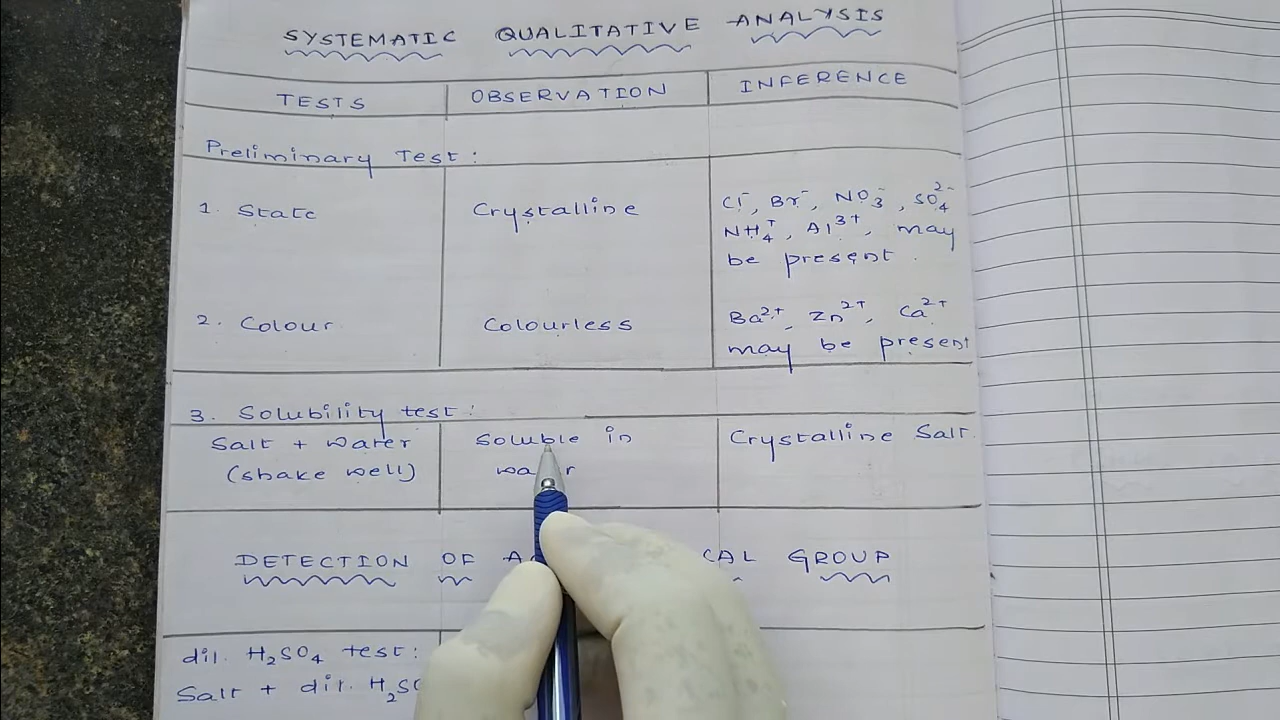 SYSTEMATIC QUALITATIVE ANALYSIS
TESTS OBSERVATION INFERENCE
Preliminary Test:
1. State Crystalline Cl⁻, Br⁻, NO₃⁻, SO₄²⁻
NH₄⁺, Al³⁺, may
be present.
2. Colour Colourless Ba²⁺, Zn²⁺, Ca²⁺
may be present
3. Solubility test:
Salt + water Soluble in Crystalline Salt.
(shake well)
DETECTION OF GROUP
dil. H₂SO₄ test:
Salt + dil.